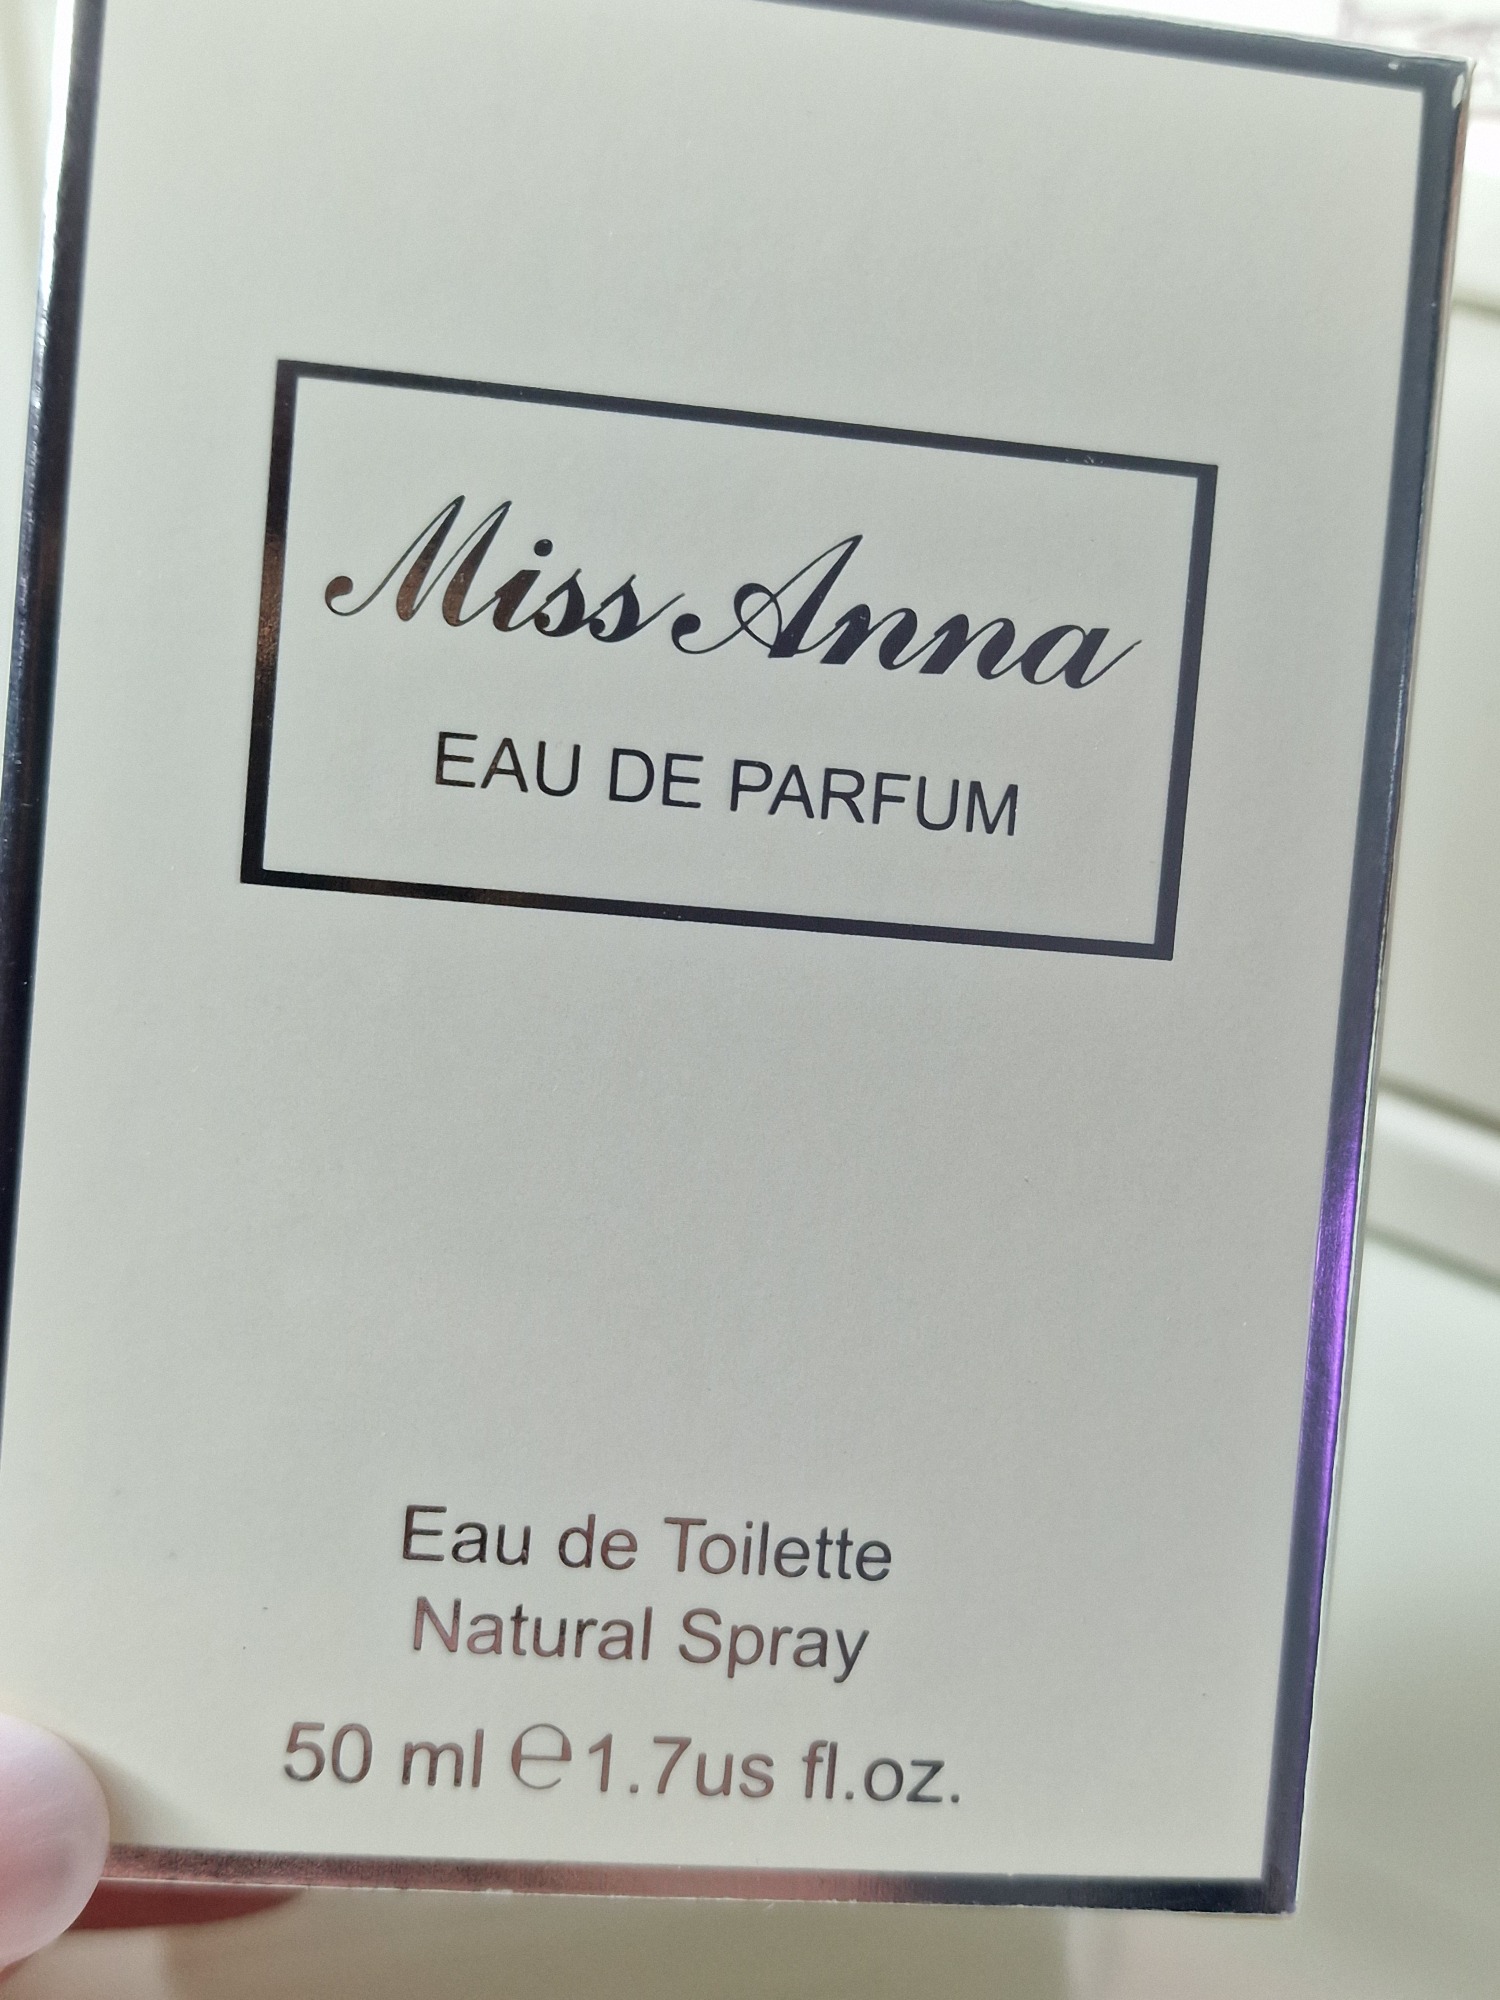 Miss Anna
EAU DE PARFUM
Eau de Toilette
Natural Spray
50 ml ℮1.7us fl.oz.